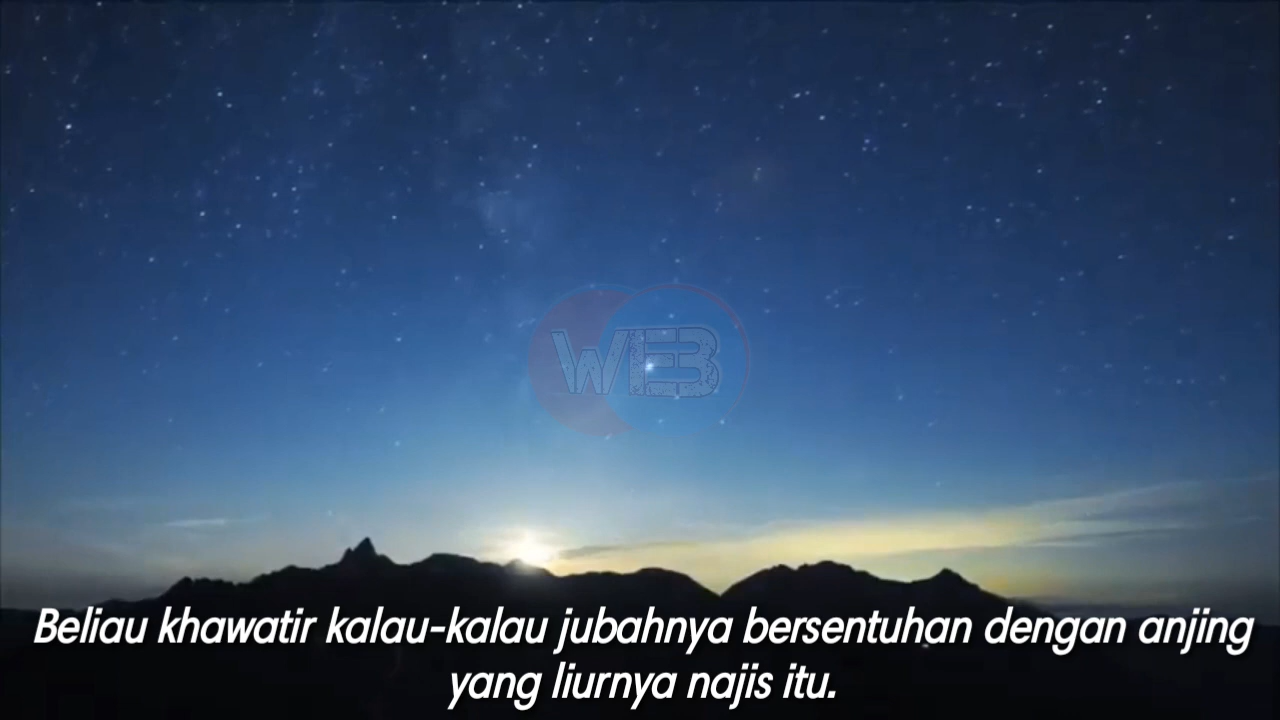 WEB
Beliau khawatir kalau-kalau jubahnya bersentuhan dengan anjing
yang liurnya najis itu.